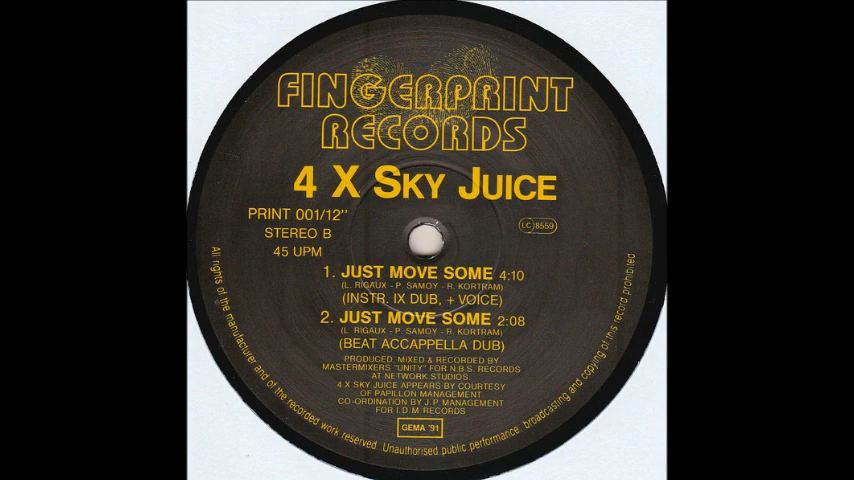 FINGERPRINT
RECORDS
4 X SKY JUICE
PRINT 001/12"
STEREO B
45 UPM
LC 8559
1. JUST MOVE SOME 4:10
(L. RIGAUX - P. SAMOY - R. KORTRAM)
(INSTR. IX DUB, + VOICE)
2. JUST MOVE SOME 2:08
(L. RIGAUX - P. SAMOY - R. KORTRAM)
(BEAT ACCAPPELLA DUB)
PRODUCED, MIXED & RECORDED BY
MASTERMIXERS "UNITY" FOR N.B.S. RECORDS
AT NETWORK STUDIOS.
4 X SKY JUICE APPEARS BY COURTESY
OF PAPILLON MANAGEMENT
CO-ORDINATION BY J.P. MANAGEMENT
FOR I.D.M. RECORDS
GEMA '91
All rights of the manufacturer and of the recorded work reserved. Unauthorised public performance, broadcasting and copying of this record prohibited